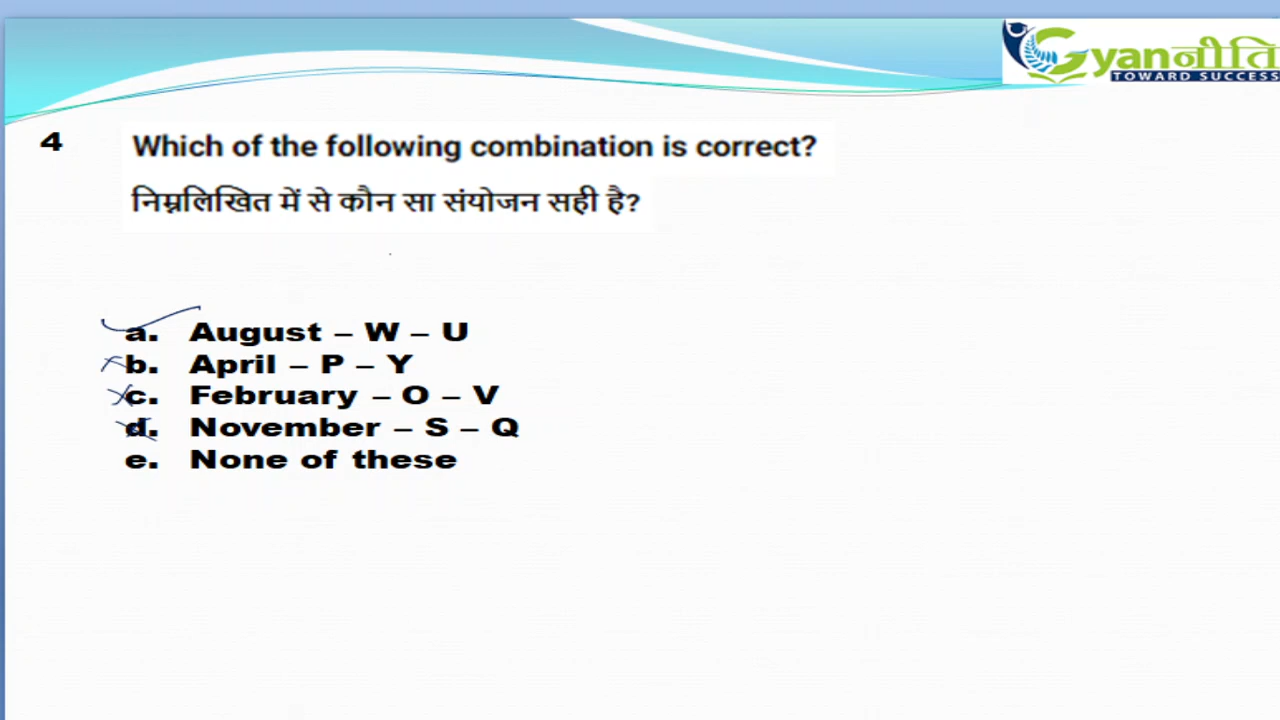 Gyanनीति
TOWARD SUCCESS
4 Which of the following combination is correct?
निम्नलिखित में से कौन सा संयोजन सही है?
a. August – W – U
b. April – P – Y
c. February – O – V
d. November – S – Q
e. None of these